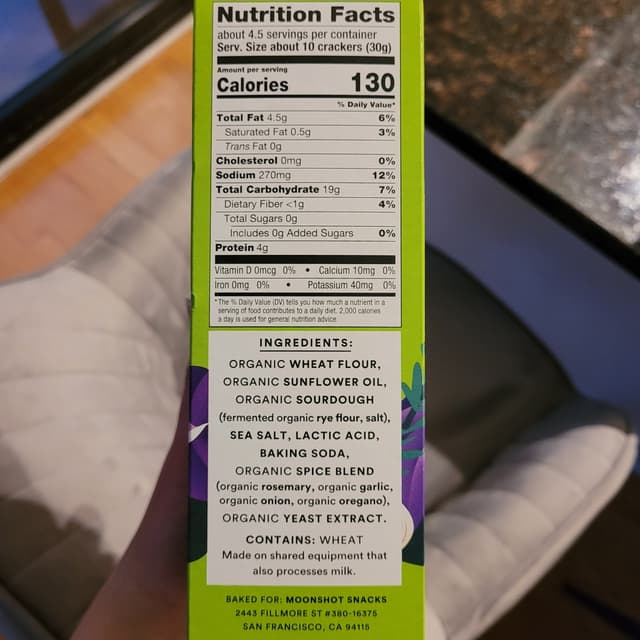 Nutrition Facts
about 4.5 servings per container
Serv. Size about 10 crackers (30g)
Amount per serving
Calories 130
% Daily Value*
Total Fat 4.5g 6%
Saturated Fat 0.5g 3%
Trans Fat 0g
Cholesterol 0mg 0%
Sodium 270mg 12%
Total Carbohydrate 19g 7%
Dietary Fiber <1g 4%
Total Sugars 0g
Includes 0g Added Sugars 0%
Protein 4g
Vitamin D 0mcg 0% • Calcium 10mg 0%
Iron 0mg 0% • Potassium 40mg 0%
*The % Daily Value (DV) tells you how much a nutrient in a
serving of food contributes to a daily diet. 2,000 calories
a day is used for general nutrition advice.
INGREDIENTS:
ORGANIC WHEAT FLOUR,
ORGANIC SUNFLOWER OIL,
ORGANIC SOURDOUGH
(fermented organic rye flour, salt),
SEA SALT, LACTIC ACID,
BAKING SODA,
ORGANIC SPICE BLEND
(organic rosemary, organic garlic,
organic onion, organic oregano),
ORGANIC YEAST EXTRACT.
CONTAINS: WHEAT
Made on shared equipment that
also processes milk.
BAKED FOR: MOONSHOT SNACKS
2443 FILLMORE ST #380-16375
SAN FRANCISCO, CA 94115